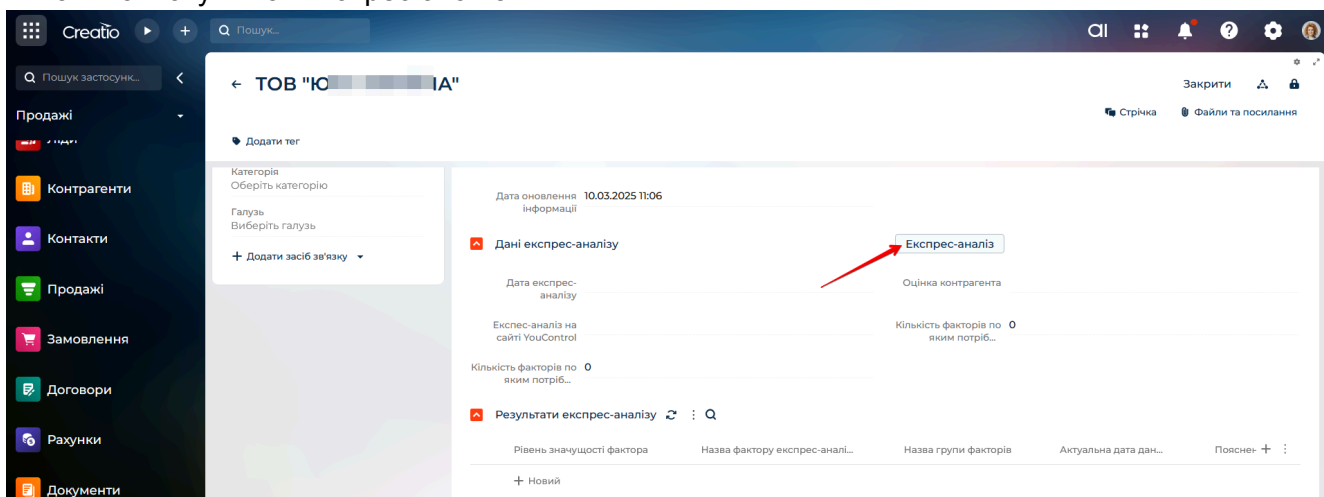 Creatio
Пошук...
Пошук застосунк...
Продажі
Контрагенти
Контакти
Продажі
Замовлення
Договори
Рахунки
Документи
← ТОВ "Ю ІА"
Закрити
Стрічка
Файли та посилання
Додати тег
Категорія
Оберіть категорію
Галузь
Виберіть галузь
+ Додати засіб зв'язку
Дата оновлення інформації 10.03.2025 11:06
Дані експрес-аналізу
Експрес-аналіз
Дата експрес-
аналізу
Оцінка контрагента
Експес-аналіз на
сайті YouControl
Кількість факторів по 0
яким потріб...
Кількість факторів по 0
яким потріб...
Результати експрес-аналізу
Рівень значущості фактора Назва фактору експрес-аналі... Назва групи факторів Актуальна дата дан... Пояснен +
+ Новий